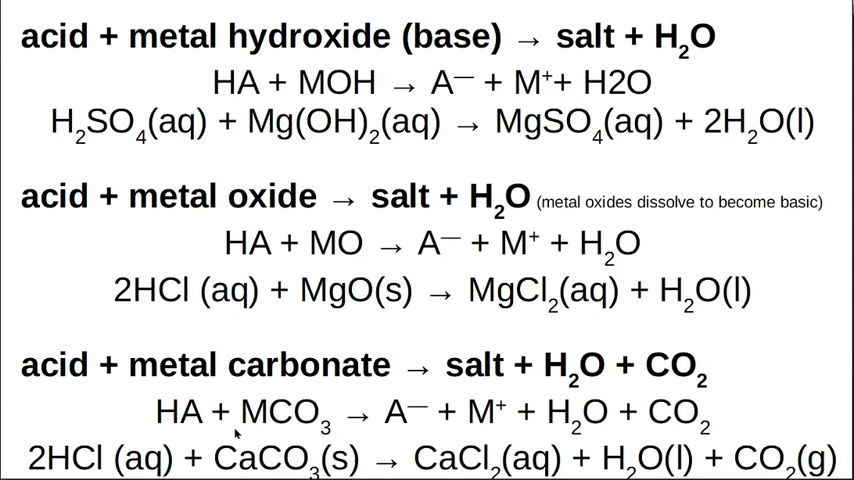 acid + metal hydroxide (base) → salt + H₂O
HA + MOH → A— + M⁺+ H2O
H₂SO₄(aq) + Mg(OH)₂(aq) → MgSO₄(aq) + 2H₂O(l)
acid + metal oxide → salt + H₂O (metal oxides dissolve to become basic)
HA + MO → A— + M⁺ + H₂O
2HCl (aq) + MgO(s) → MgCl₂(aq) + H₂O(l)
acid + metal carbonate → salt + H₂O + CO₂
HA + MCO₃ → A— + M⁺ + H₂O + CO₂
2HCl (aq) + CaCO₃(s) → CaCl₂(aq) + H₂O(l) + CO₂(g)